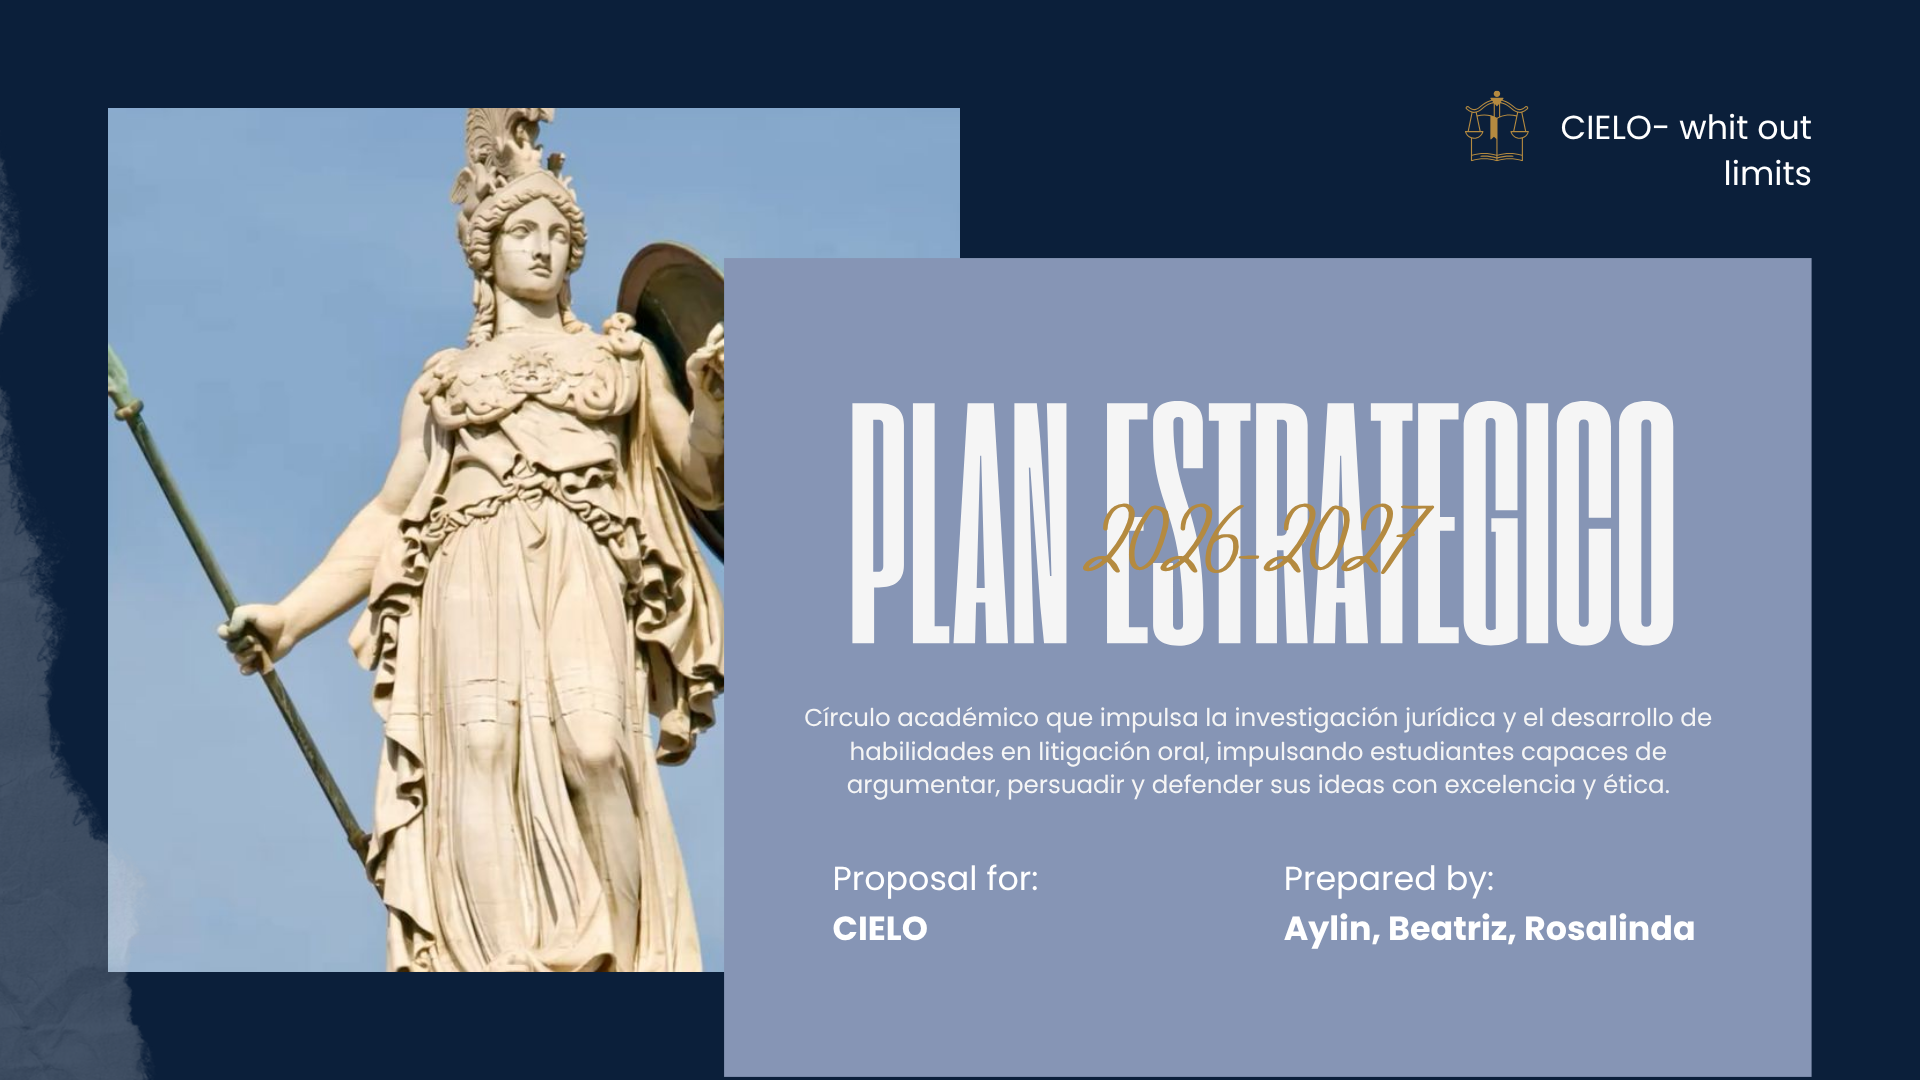 CIELO- whit out
limits
PLAN ESTRATEGICO
2026-2027
Círculo académico que impulsa la investigación jurídica y el desarrollo de
habilidades en litigación oral, impulsando estudiantes capaces de
argumentar, persuadir y defender sus ideas con excelencia y ética.
Proposal for:
CIELO
Prepared by:
Aylin, Beatriz, Rosalinda